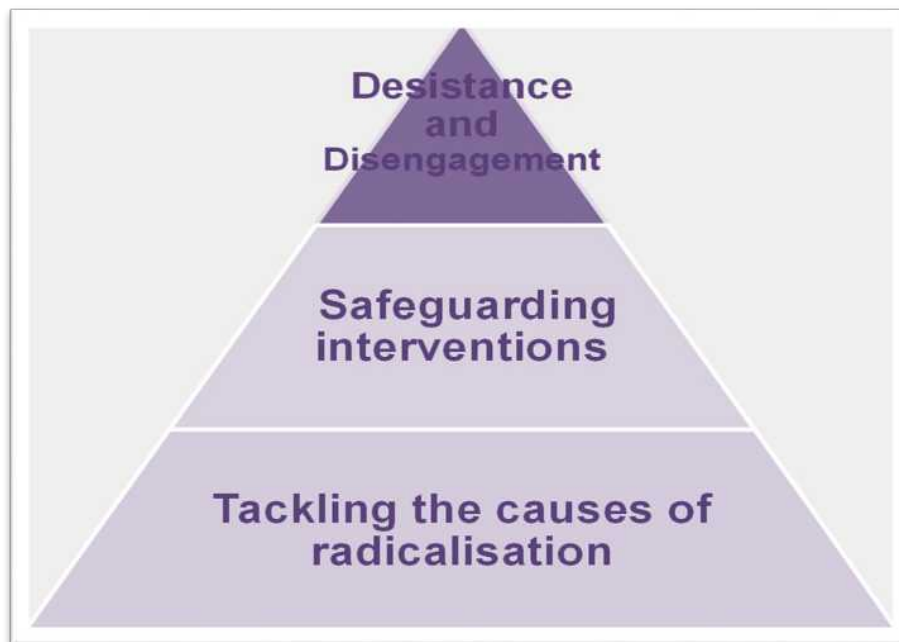 Desistance
and
Disengagement
Safeguarding
interventions
Tackling the causes of
radicalisation